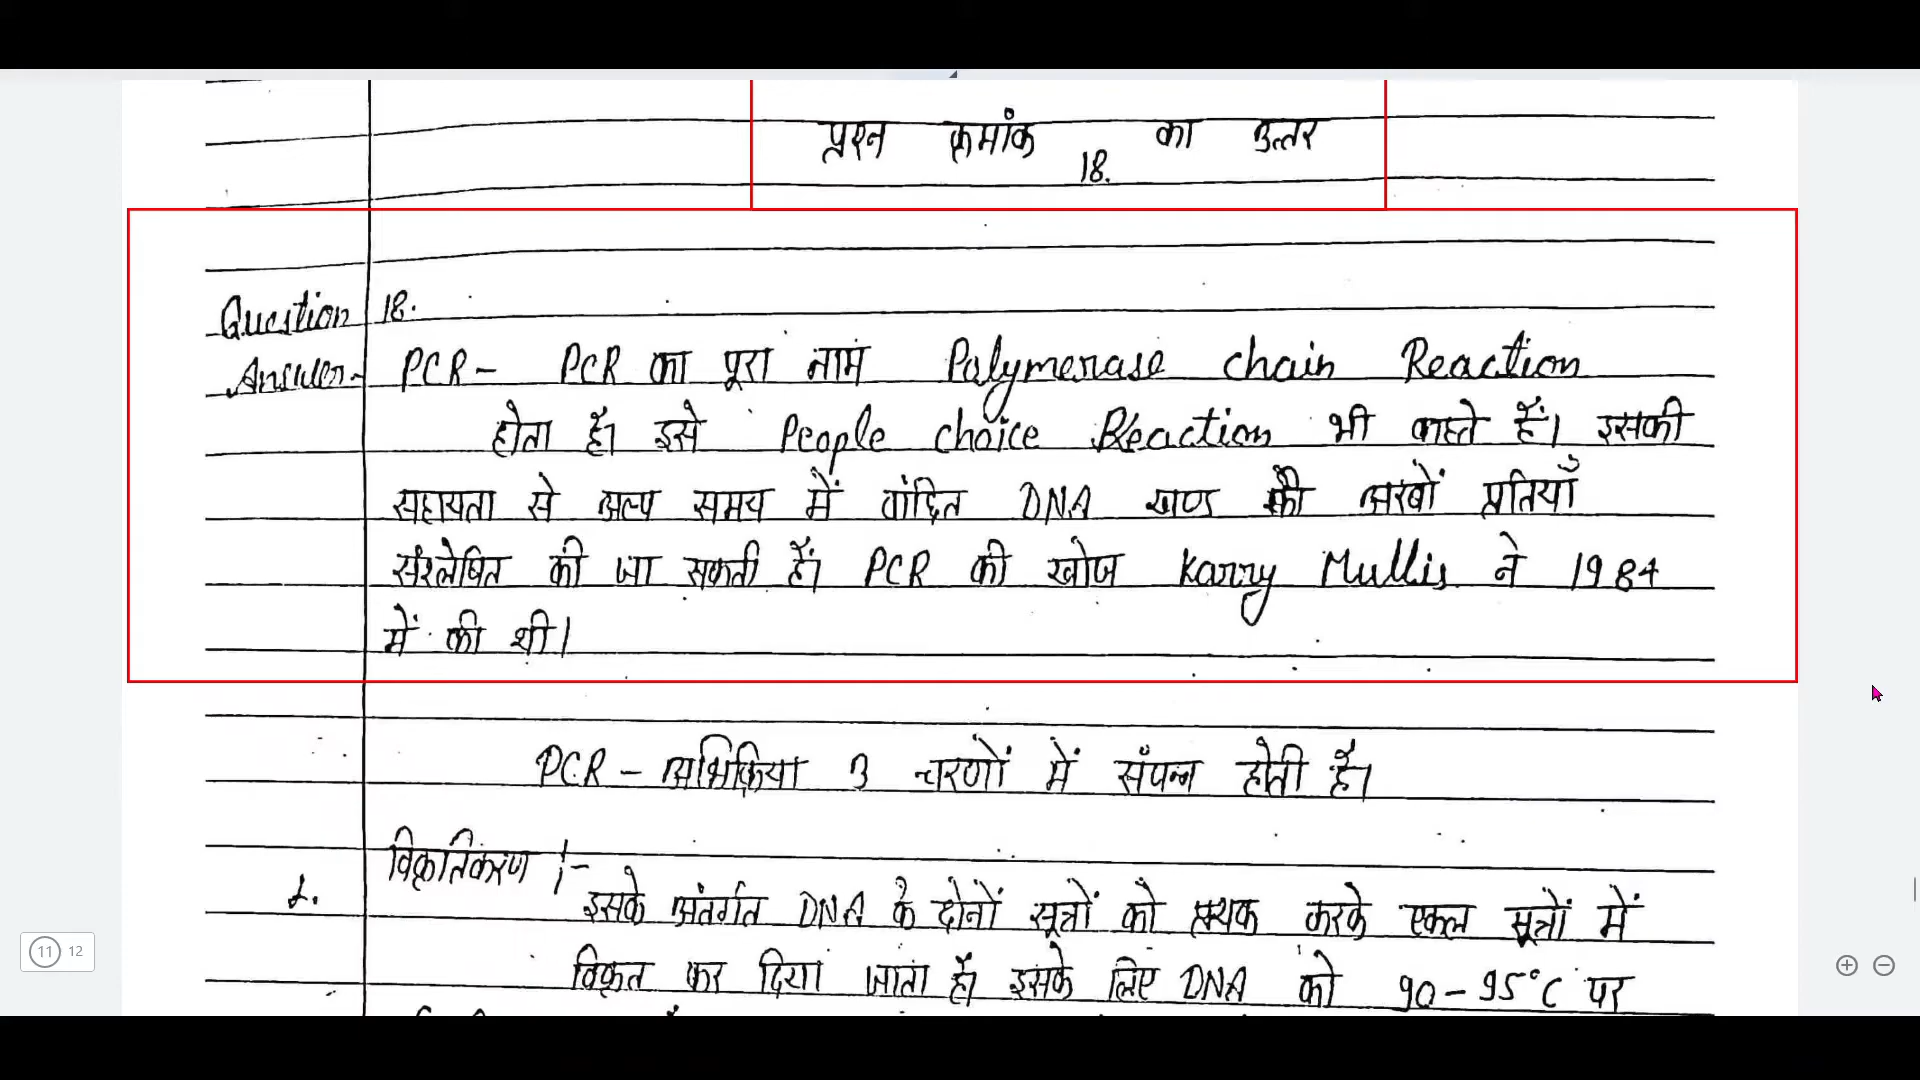 प्रश्न क्रमांक 18. का उत्तर
Question 18.
Answer- PCR- PCR का पूरा नाम Polymerase chain Reaction
होता है। इसे People choice Reaction भी कहते हैं। इसकी
सहायता से अल्प समय में वांछित DNA खण्ड की अरबों प्रतियाँ
संश्लेषित की जा सकती हैं। PCR की खोज Karry Mullis ने 1984
में की थी।
PCR - अभिक्रिया 3 चरणों में संपन्न होती है।
विकृतिकरण :-
1. इसके अंतर्गत DNA के दोनों सूत्रों को पृथक करके एकल सूत्रों में
विकृत कर दिया जाता है। इसके लिए DNA को 90-95°C पर
11 12